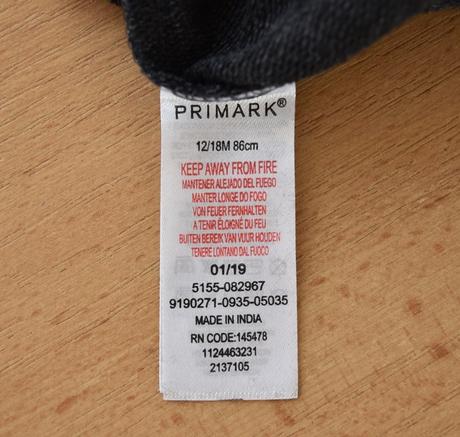 PRIMARK®
12/18M 86cm
KEEP AWAY FROM FIRE
MANTENER ALEJADO DEL FUEGO
MANTER LONGE DO FOGO
VON FEUER FERNHALTEN
A TENIR ÉLOIGNÉ DU FEU
BUITEN BEREIK VAN VUUR HOUDEN
TENERE LONTANO DAL FUOCO
01/19
5155-082967
9190271-0935-05035
MADE IN INDIA
RN CODE:145478
1124463231
2137105